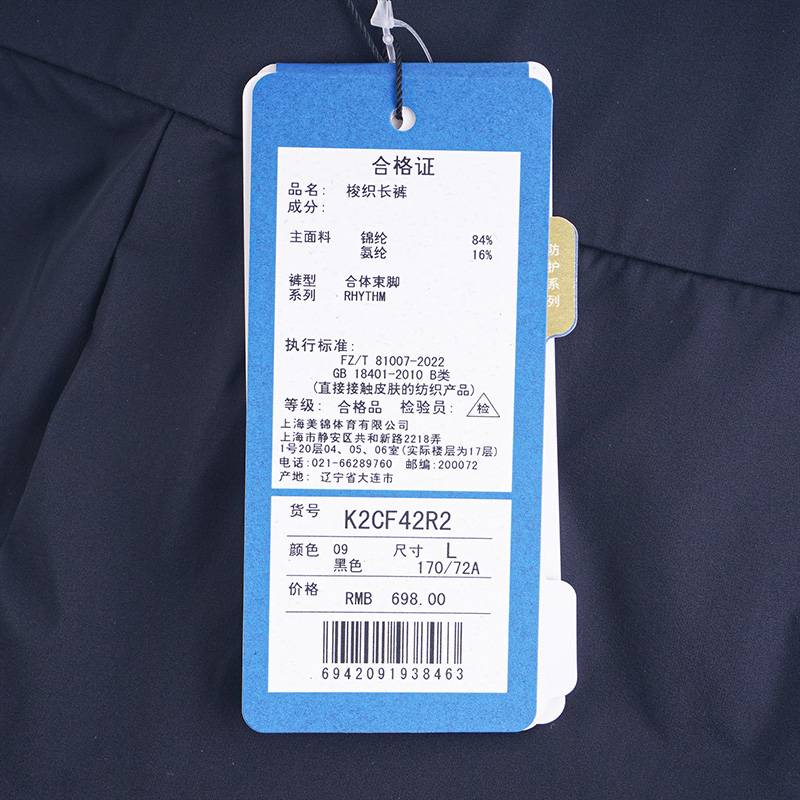 合格证
品名: 梭织长裤
成分:
主面料 锦纶 84%
氨纶 16%
裤型 合体束脚
系列 RHYTHM
执行标准:
FZ/T 81007-2022
GB 18401-2010 B类
(直接接触皮肤的纺织产品)
等级: 合格品 检验员: 检
上海美锦体育有限公司
上海市静安区共和新路2218弄
1号20层04、05、06室(实际楼层为17层)
电话:021-66289760 邮编:200072
产地: 辽宁省大连市
货号 K2CF42R2
颜色 09 尺寸 L
黑色 170/72A
价格 RMB 698.00
6942091938463
防护系列